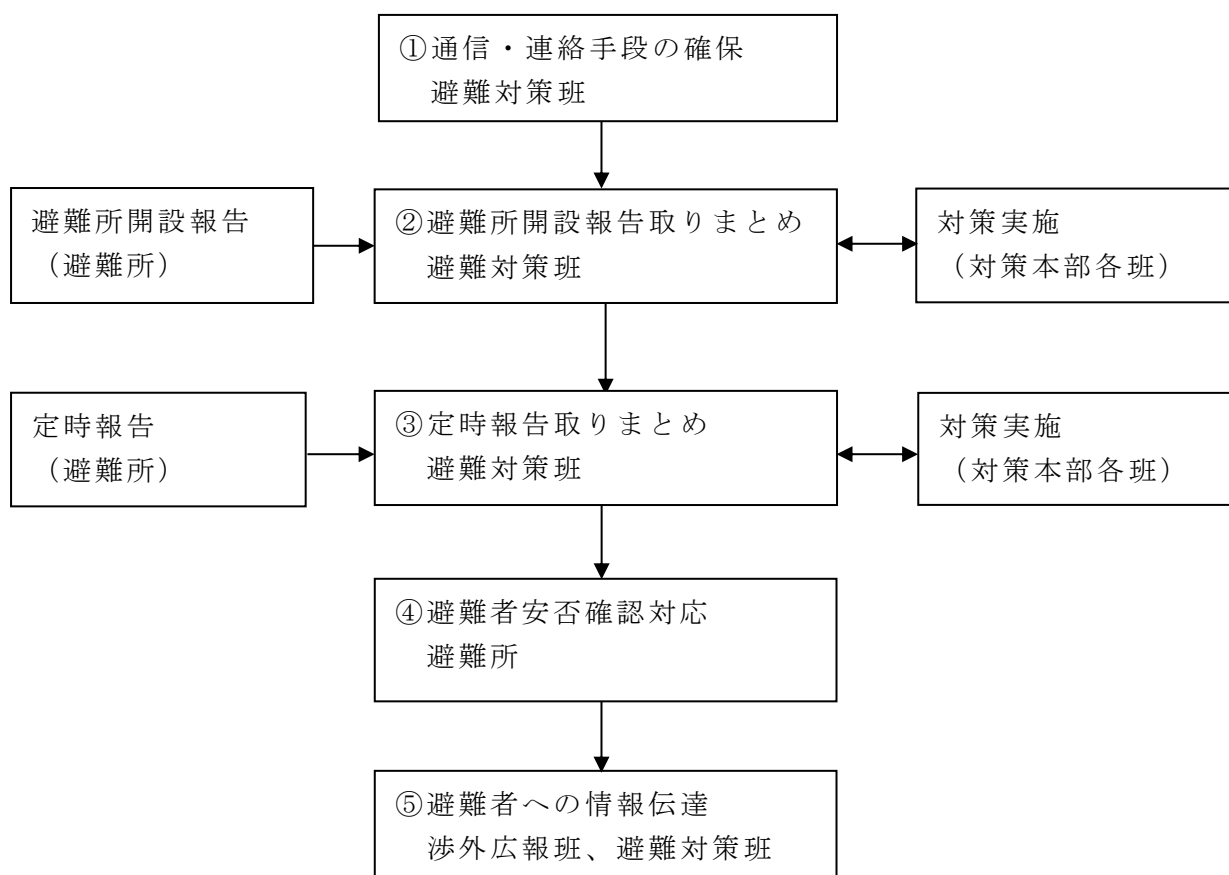 ①通信・連絡手段の確保
避難対策班
避難所開設報告
（避難所）
②避難所開設報告取りまとめ
避難対策班
対策実施
（対策本部各班）
定時報告
（避難所）
③定時報告取りまとめ
避難対策班
対策実施
（対策本部各班）
④避難者安否確認対応
避難所
⑤避難者への情報伝達
渉外広報班、避難対策班